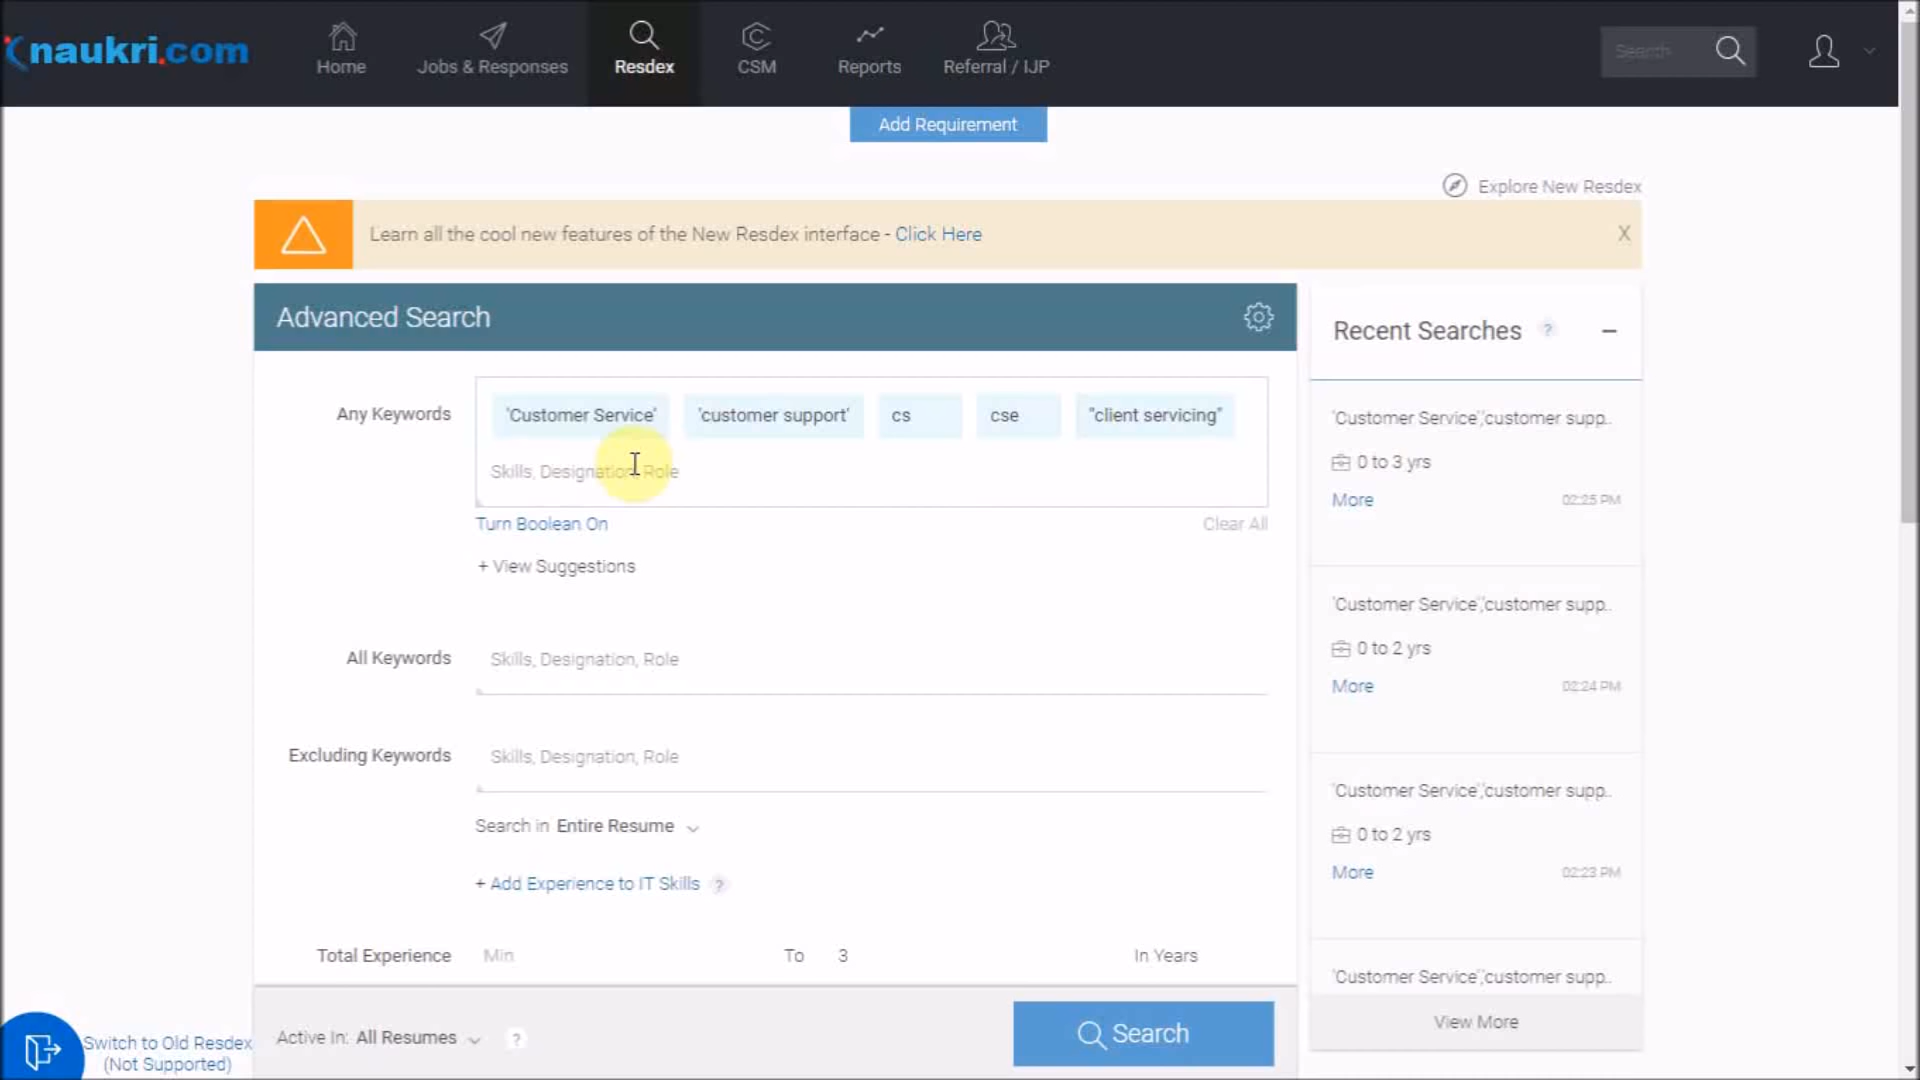 naukri.com
Home
Jobs & Responses
Resdex
CSM
Reports
Referral / IJP
Search
Add Requirement
Explore New Resdex
Learn all the cool new features of the New Resdex interface - Click Here
X
Advanced Search
Any Keywords
'Customer Service' 'customer support' cs cse "client servicing"
Skills, Designation, Role
Turn Boolean On
Clear All
+ View Suggestions
All Keywords
Skills, Designation, Role
Excluding Keywords
Skills, Designation, Role
Search in Entire Resume
+ Add Experience to IT Skills ?
Total Experience Min To 3 In Years
Active In: All Resumes ?
Search
Recent Searches ?
'Customer Service','customer supp..
0 to 3 yrs
More 02:25 PM
'Customer Service','customer supp..
0 to 2 yrs
More 02:24 PM
'Customer Service','customer supp..
0 to 2 yrs
More 02:23 PM
'Customer Service','customer supp..
View More
Switch to Old Resdex
(Not Supported)